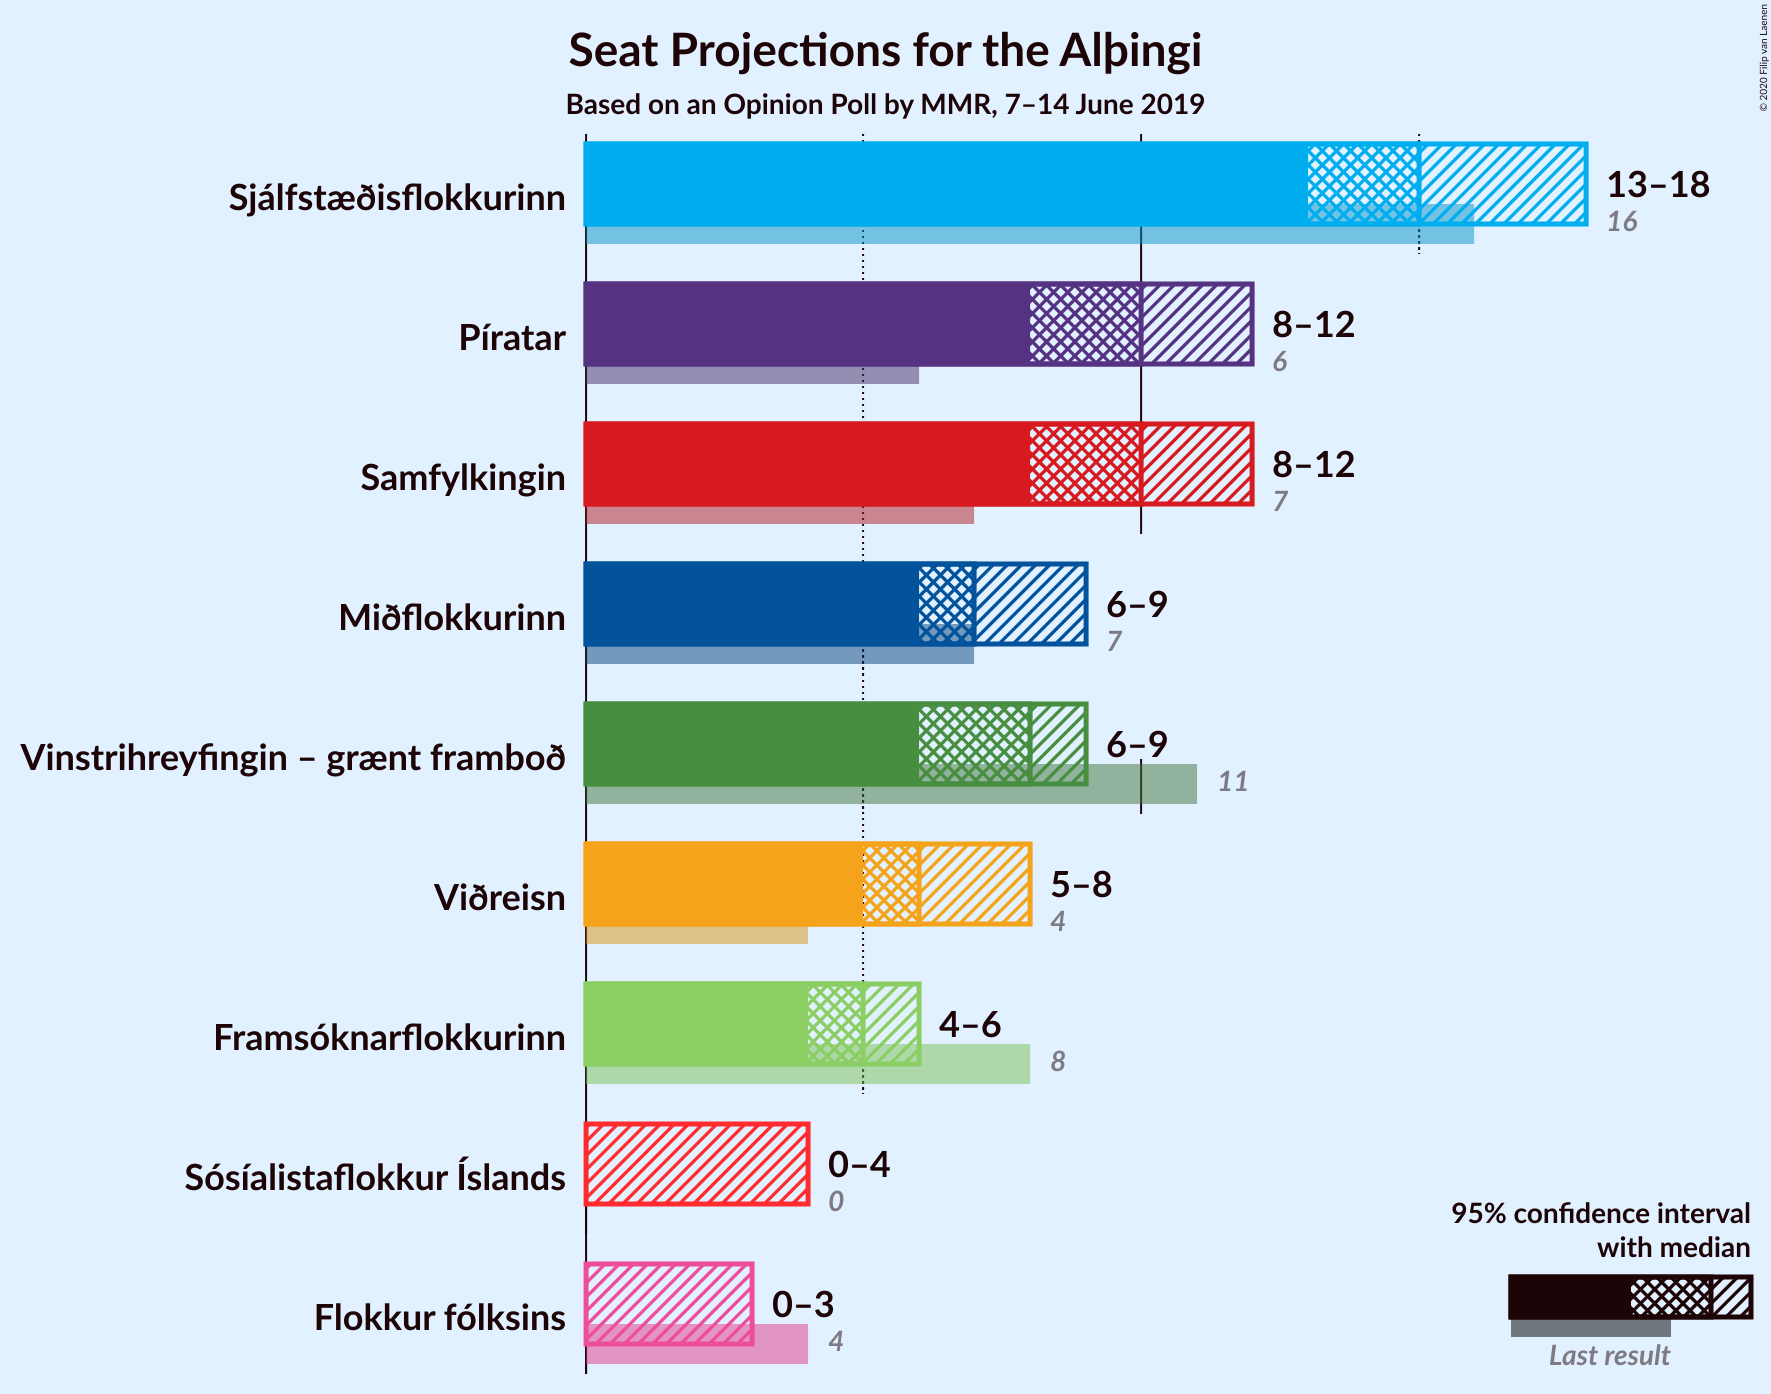 Seat Projections for the Alþingi
Based on an Opinion Poll by MMR, 7–14 June 2019
© 2020 Filip van Laenen
Sjálfstæðisflokkurinn
13–18
16
Píratar
8–12
6
Samfylkingin
8–12
7
Miðflokkurinn
6–9
7
Vinstrihreyfingin – grænt framboð
6–9
11
Viðreisn
5–8
4
Framsóknarflokkurinn
4–6
8
Sósíalistaflokkur Íslands
0–4
0
Flokkur fólksins
0–3
4
95% confidence interval
with median
Last result